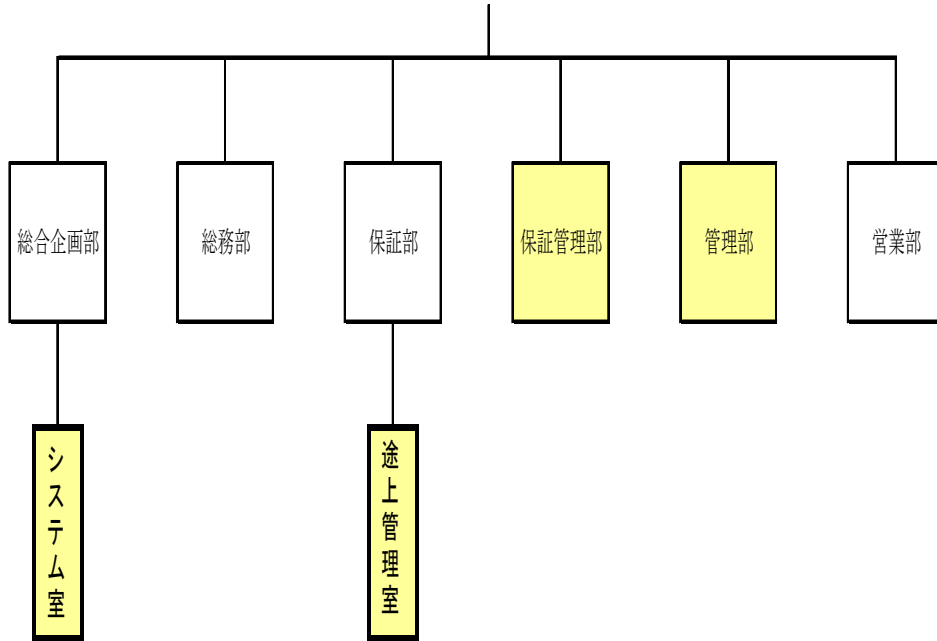 総合企画部
総務部
保証部
保証管理部
管理部
営業部
システム室
途上管理室